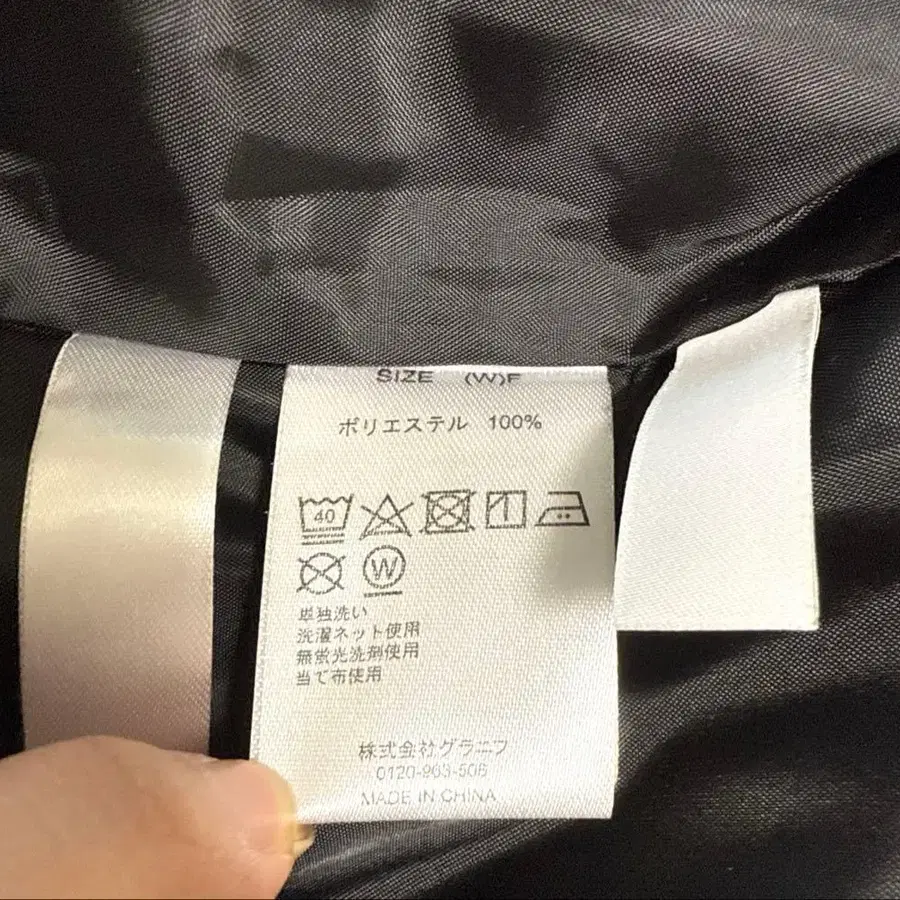 SIZE (W)F
ポリエステル 100%
40
W
単独洗い
洗濯ネット使用
無蛍光洗剤使用
当て布使用
株式会社グラニフ
0120-963-506
MADE IN CHINA